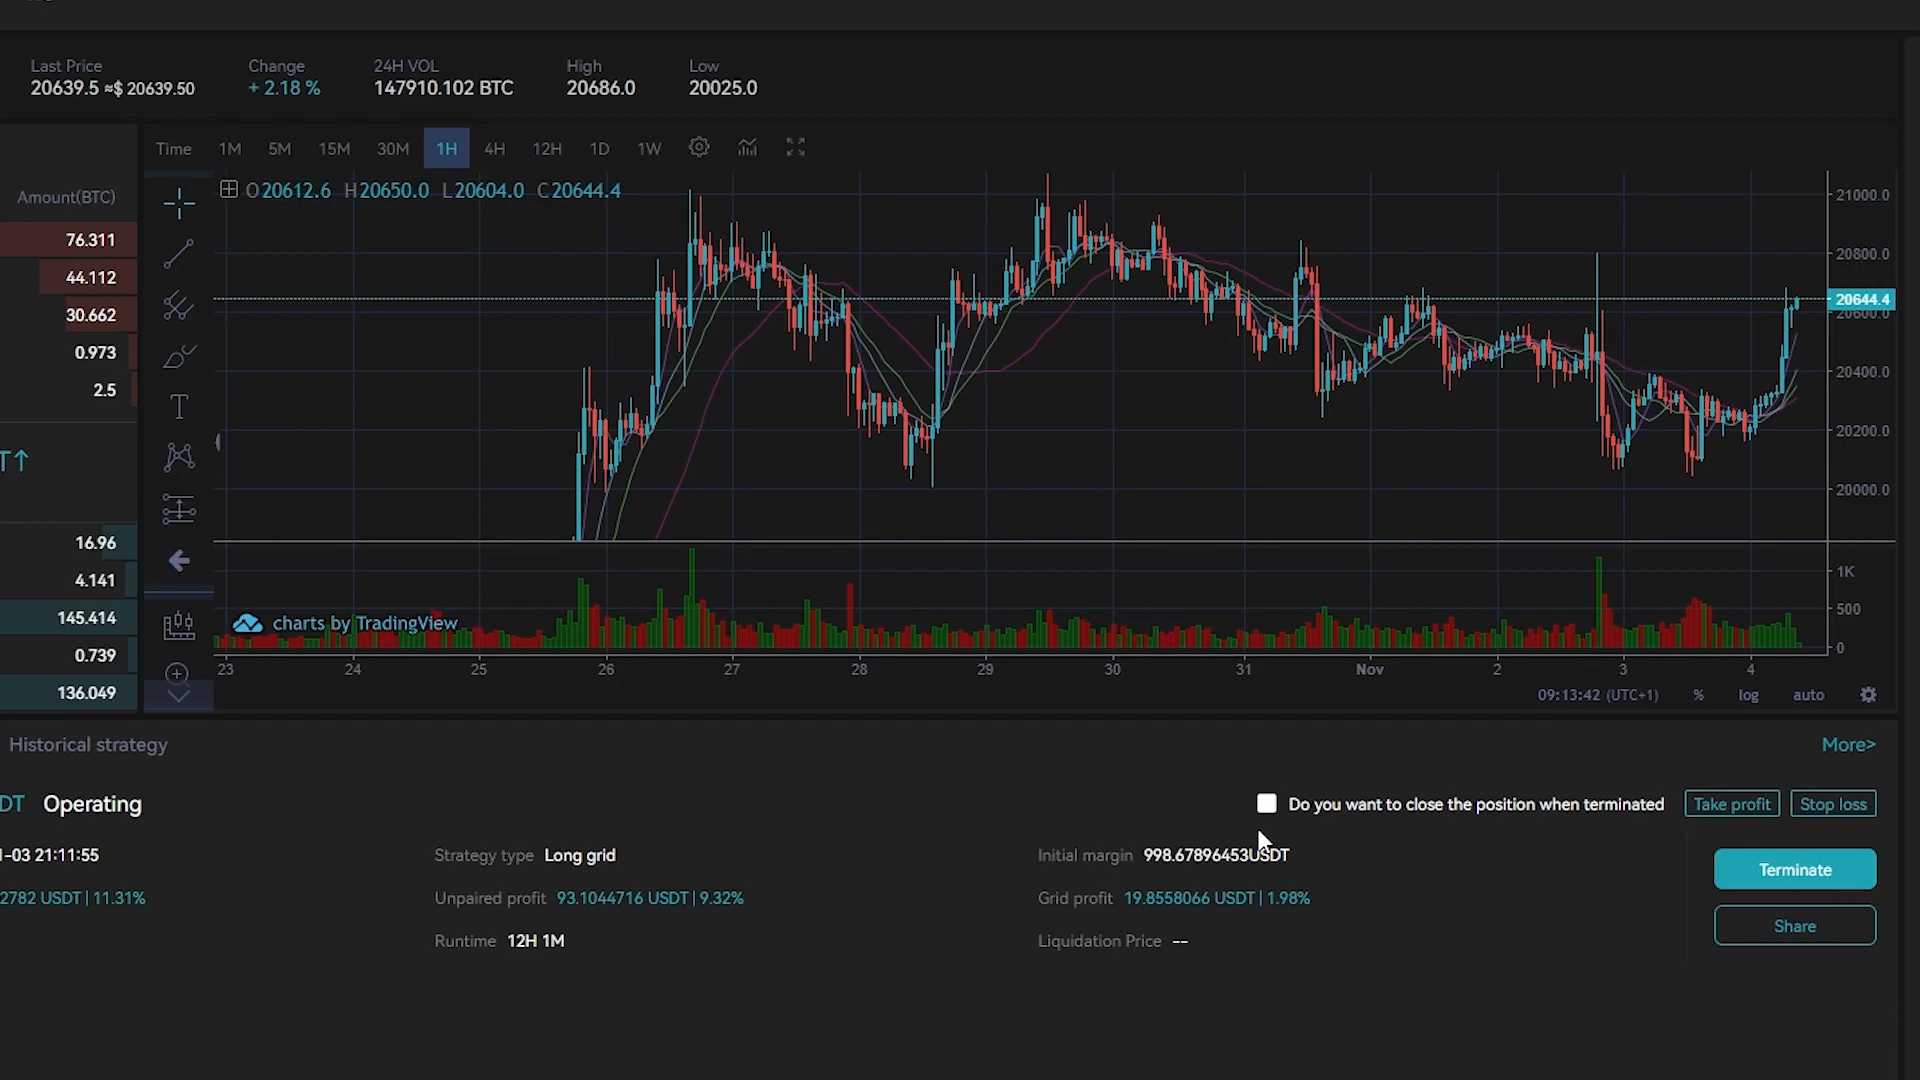 Last Price Change 24H VOL High Low
20639.5 ≈$ 20639.50 + 2.18 % 147910.102 BTC 20686.0 20025.0
Time 1M 5M 15M 30M 1H 4H 12H 1D 1W
O20612.6 H20650.0 L20604.0 C20644.4
Amount(BTC)
76.311
44.112
30.662
0.973
2.5
T↑
16.96
4.141
145.414
0.739
136.049
T
21000.0
20800.0
20644.4
20600.0
20400.0
20200.0
20000.0
1K
500
0
charts by TradingView
23 24 25 26 27 28 29 30 31 Nov 2 3 4
09:13:42 (UTC+1) % log auto
Historical strategy More>
DT Operating Do you want to close the position when terminated Take profit Stop loss
1-03 21:11:55 Strategy type Long grid Initial margin 998.67896453USDT
Terminate
2782 USDT | 11.31% Unpaired profit 93.1044716 USDT | 9.32% Grid profit 19.8558066 USDT | 1.98%
Share
Runtime 12H 1M Liquidation Price --